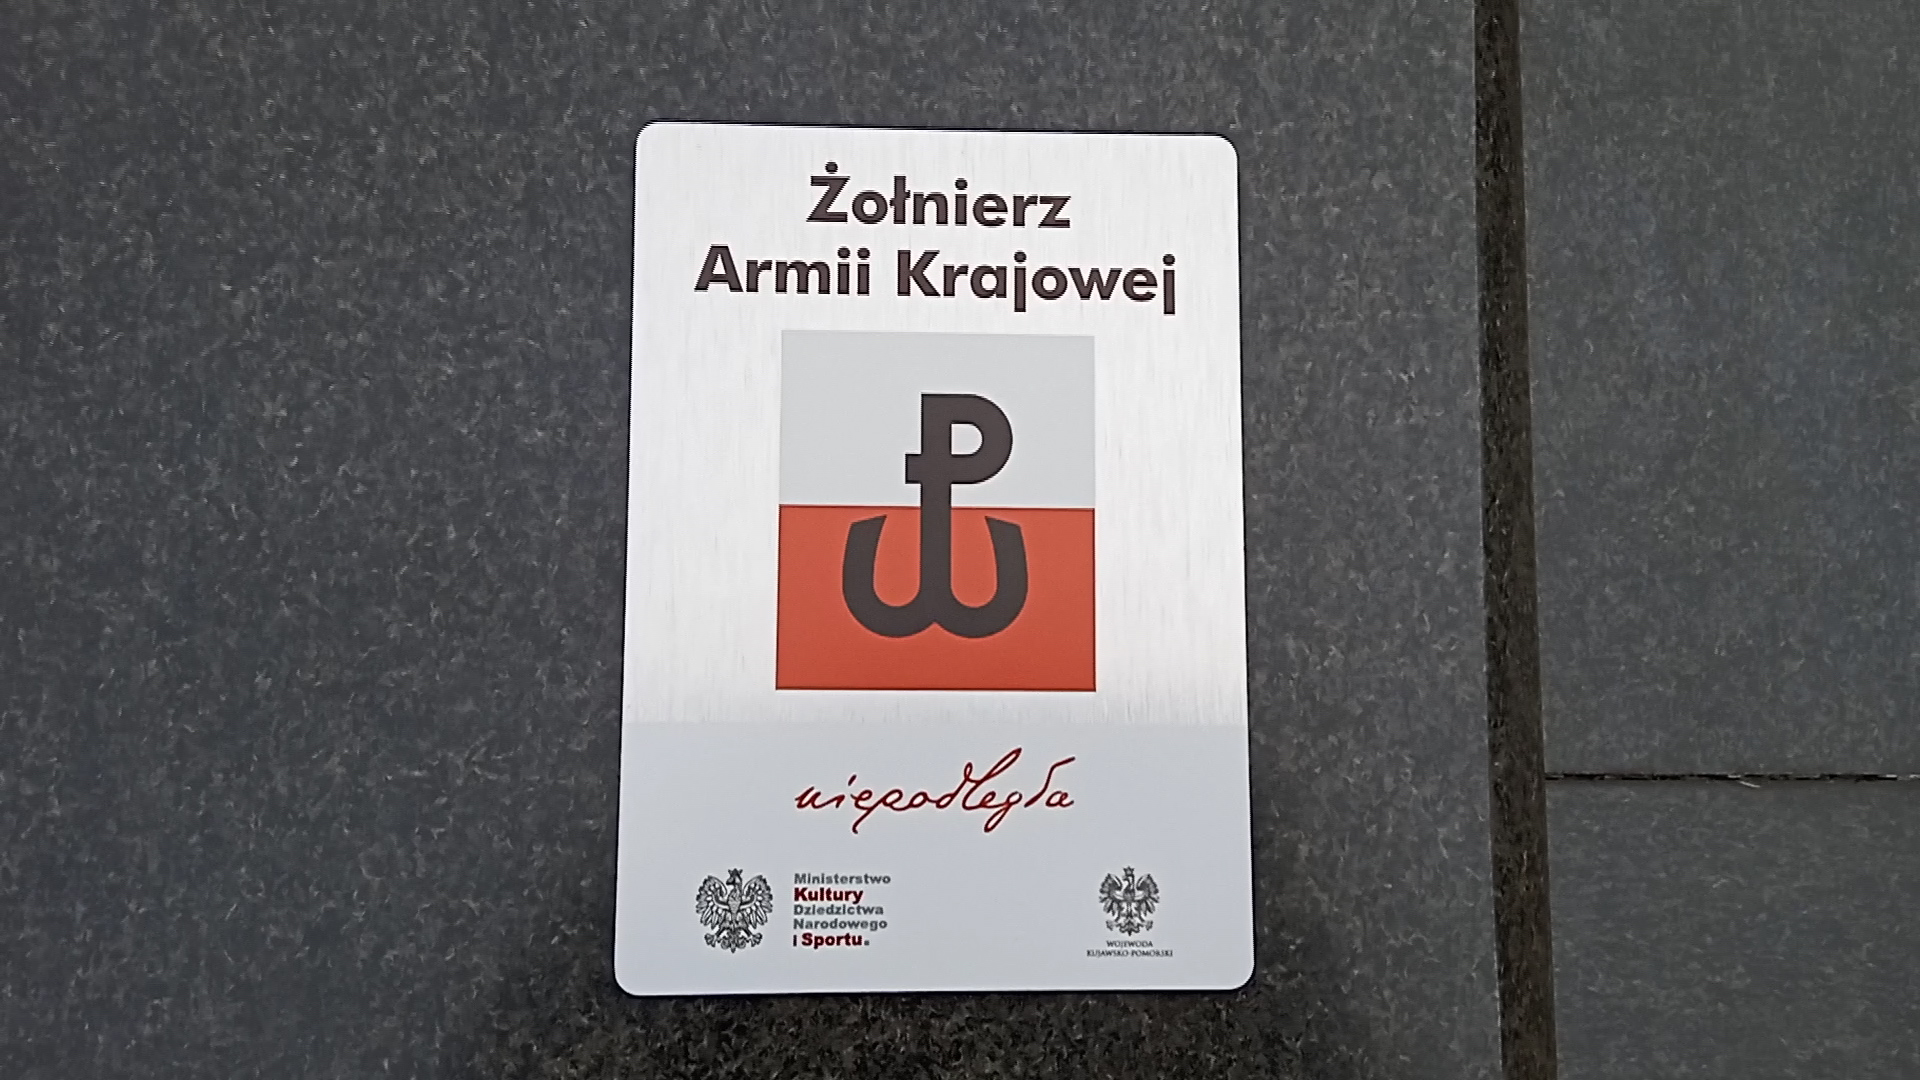 Żołnierz
Armii Krajowej
niepodległa
Ministerstwo
Kultury
Dziedzictwa
Narodowego
i Sportu.
WOJEWODA
KUJAWSKO-POMORSKI